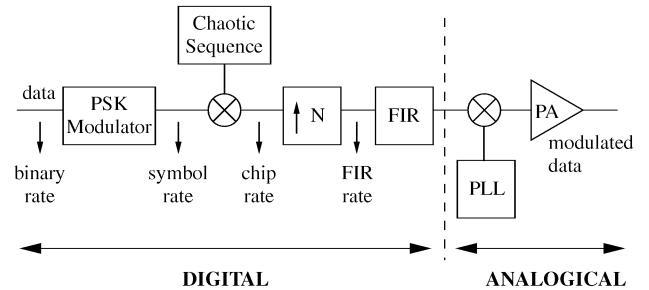 Chaotic
Sequence
data
PSK
Modulator
N
FIR
PA
modulated
data
PLL
binary
rate
symbol
rate
chip
rate
FIR
rate
DIGITAL
ANALOGICAL